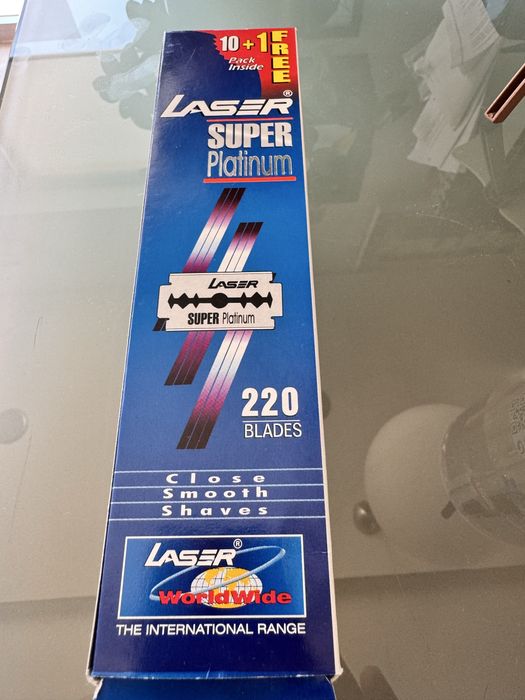 10+1 FREE
Pack
Inside
LASER®
SUPER
Platinum
LASER
SUPER Platinum
220
BLADES
Close
Smooth
Shaves
LASER®
WorldWide
THE INTERNATIONAL RANGE